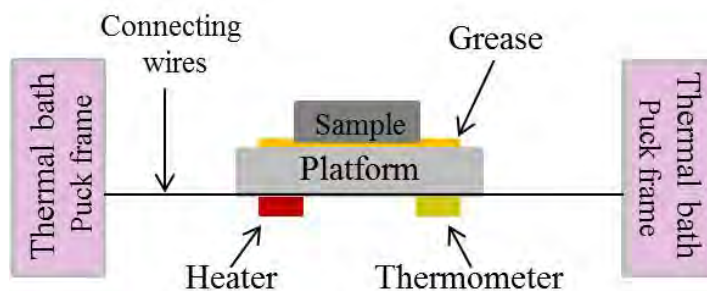 Connecting
wires
Grease
Thermal bath
Puck frame
Sample
Platform
Thermal bath
Puck frame
Heater
Thermometer